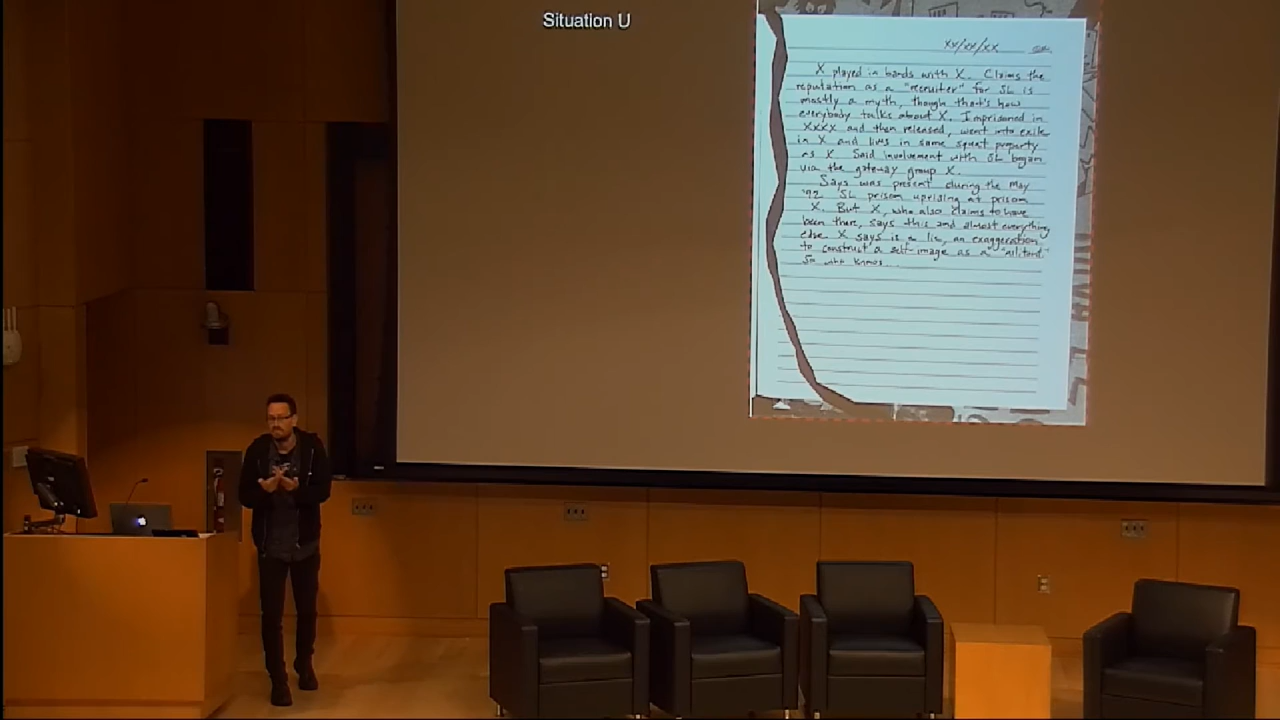 Situation U
xx/xx/xx
X played in bands with X. Claims the
reputation as a "recruiter" for SL is
mostly a myth, though that's how
everybody talks about X. Imprisoned in
XXXX and then released, went into exile
in X and lives in same squat property
as X Said involvement with SL began
via the gateway group X.
Says was present during the May
'92 SL prison uprising at prison
X. But X, who also claims to have
been there, says this and almost everything
else X says is a lie, an exaggeration
to construct a self-image as a "militant"
So who knows...